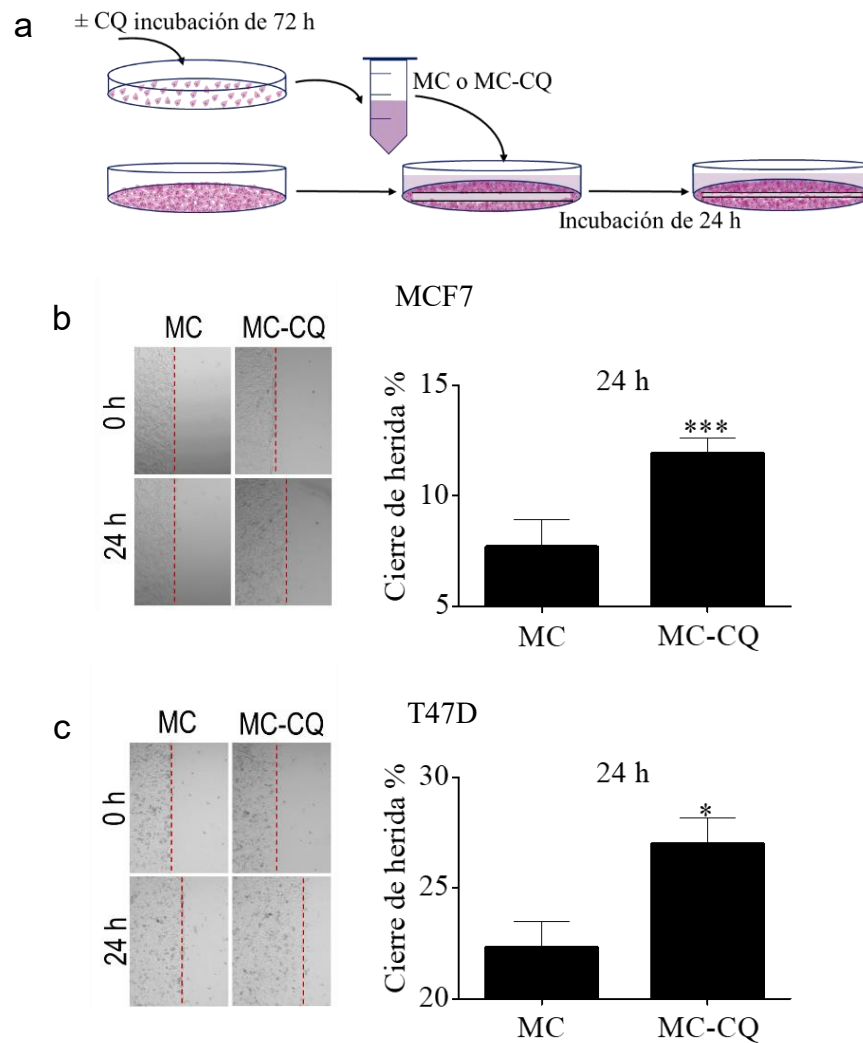 a
± CQ incubación de 72 h
MC o MC-CQ
Incubación de 24 h
b
MCF7
MC MC-CQ
0 h
24 h
24 h
Cierre de herida %
15
10
5
***
MC MC-CQ
c
T47D
MC MC-CQ
0 h
24 h
24 h
Cierre de herida %
30
25
20
*
MC MC-CQ